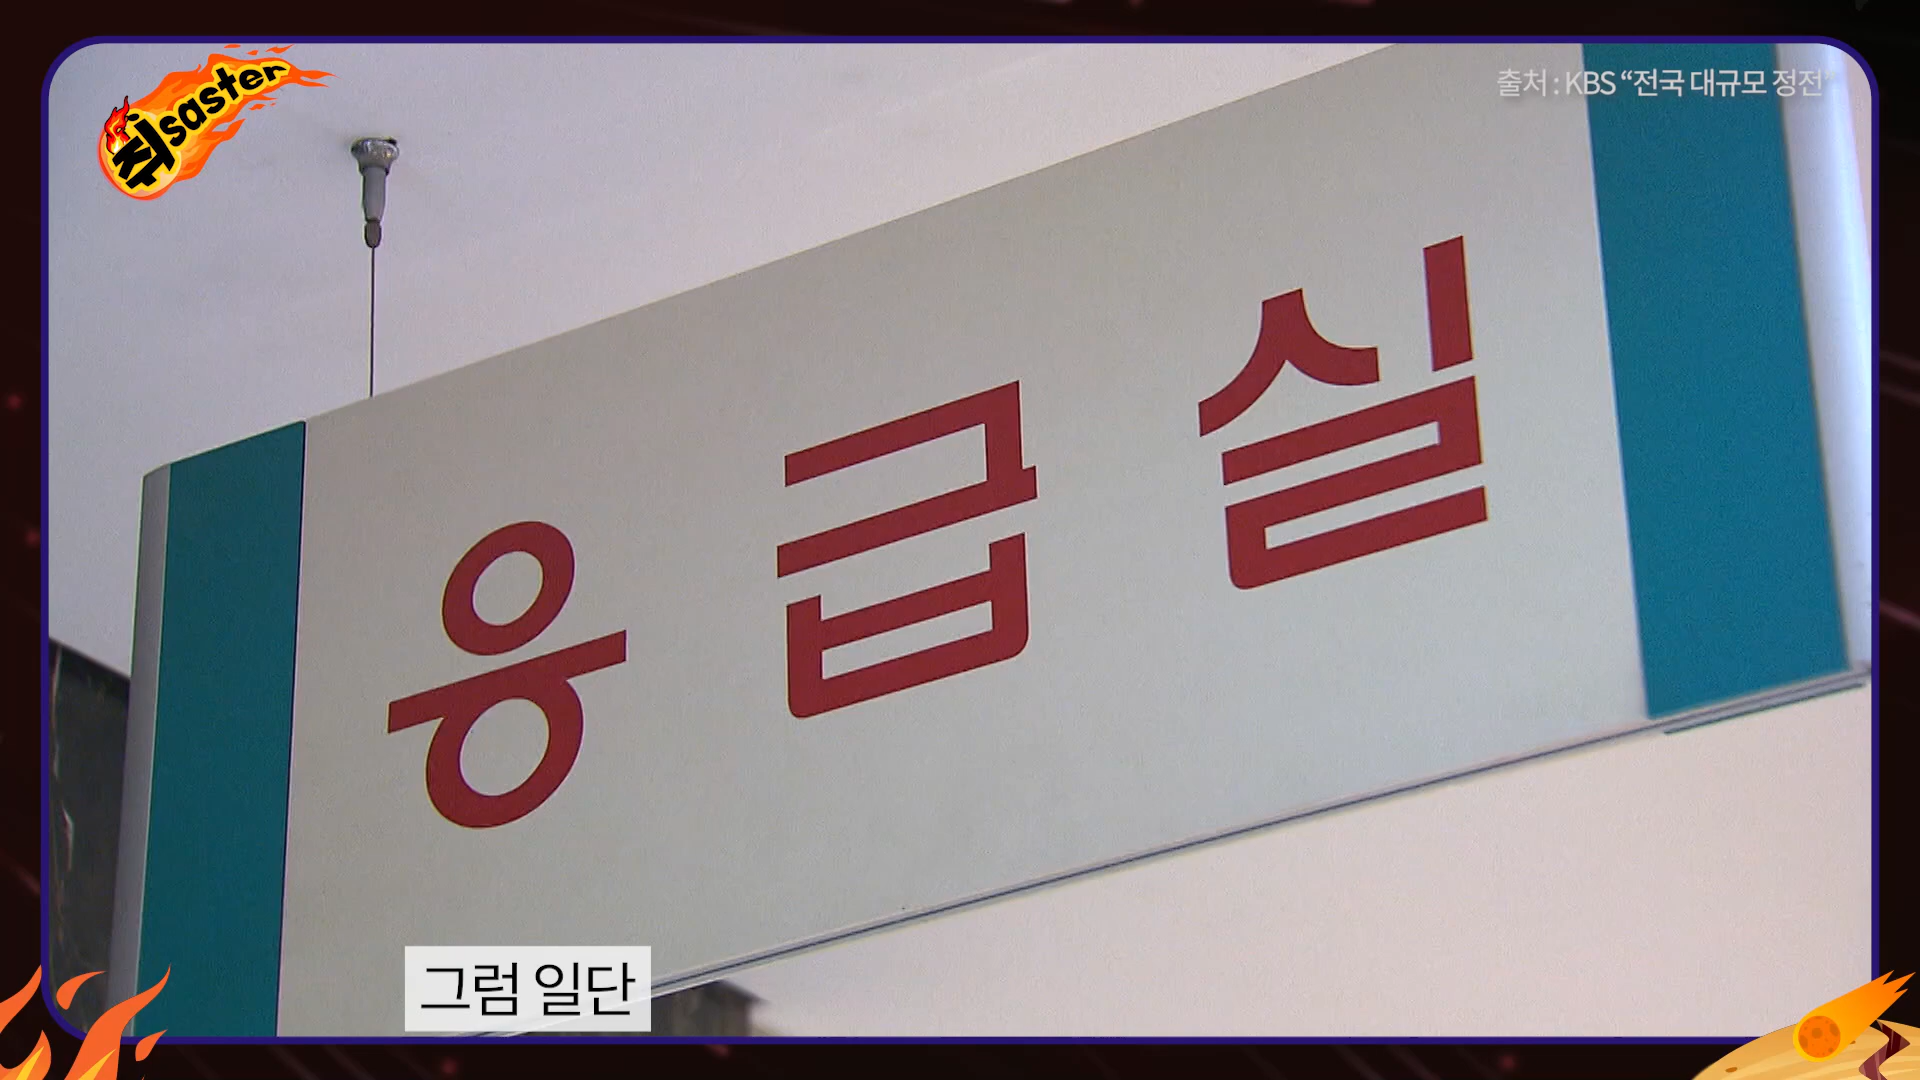 쥐saster
출처 : KBS “전국 대규모 정전”
응급실
그럼 일단